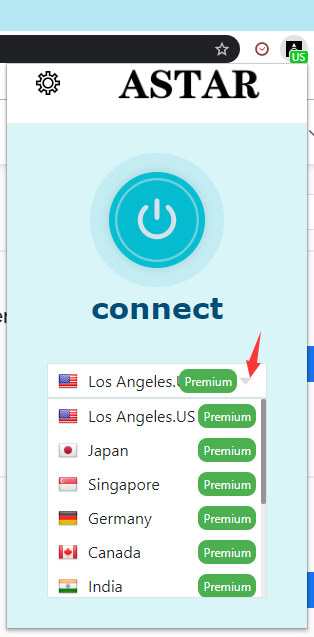 US
ASTAR
connect
Los Angeles.U Premium
Los Angeles.US Premium
Japan Premium
Singapore Premium
Germany Premium
Canada Premium
India Premium